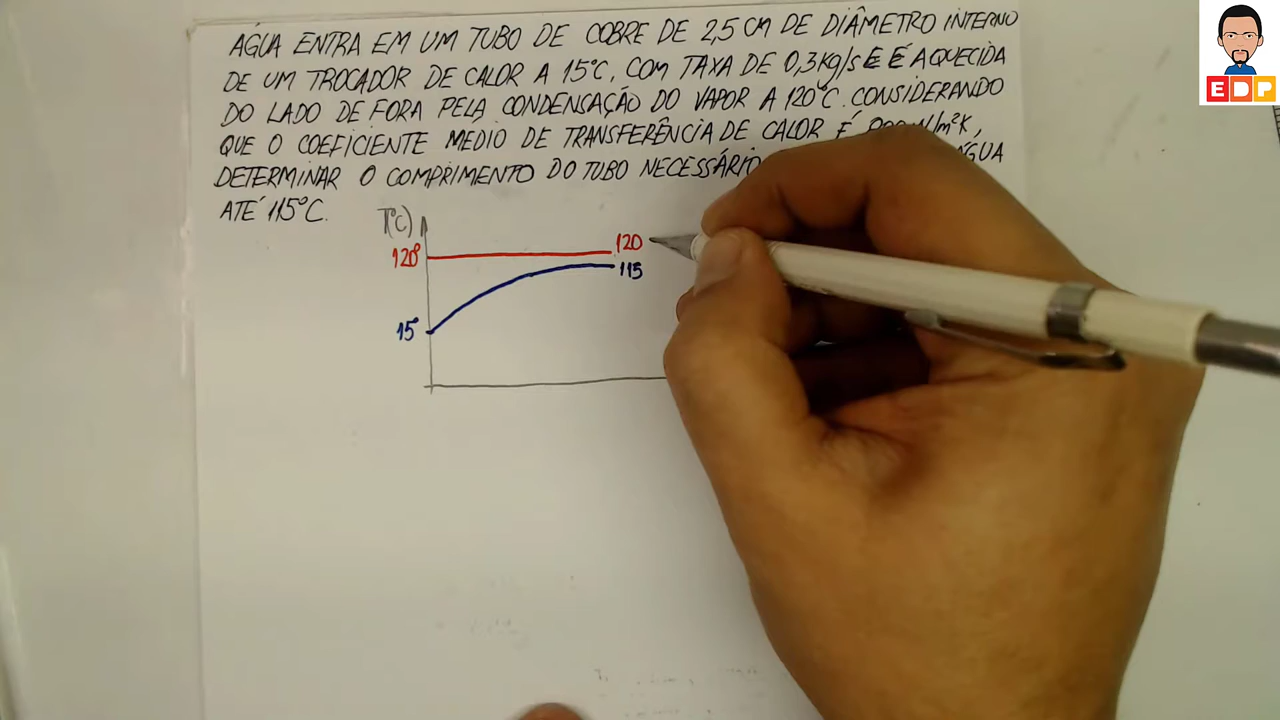 ÁGUA ENTRA EM UM TUBO DE COBRE DE 2,5 CM DE DIÂMETRO INTERNO
DE UM TROCADOR DE CALOR A 15°C, COM TAXA DE 0,3 Kg/s E É AQUECIDA
DO LADO DE FORA PELA CONDENSAÇÃO DO VAPOR A 120°C. CONSIDERANDO
QUE O COEFICIENTE MEDIO DE TRANSFERÊNCIA DE CALOR É W/m²K,
DETERMINAR O COMPRIMENTO DO TUBO NECESSÁRIO
ATÉ 115°C.
T(°C)
120°
120
115
15°
EDP